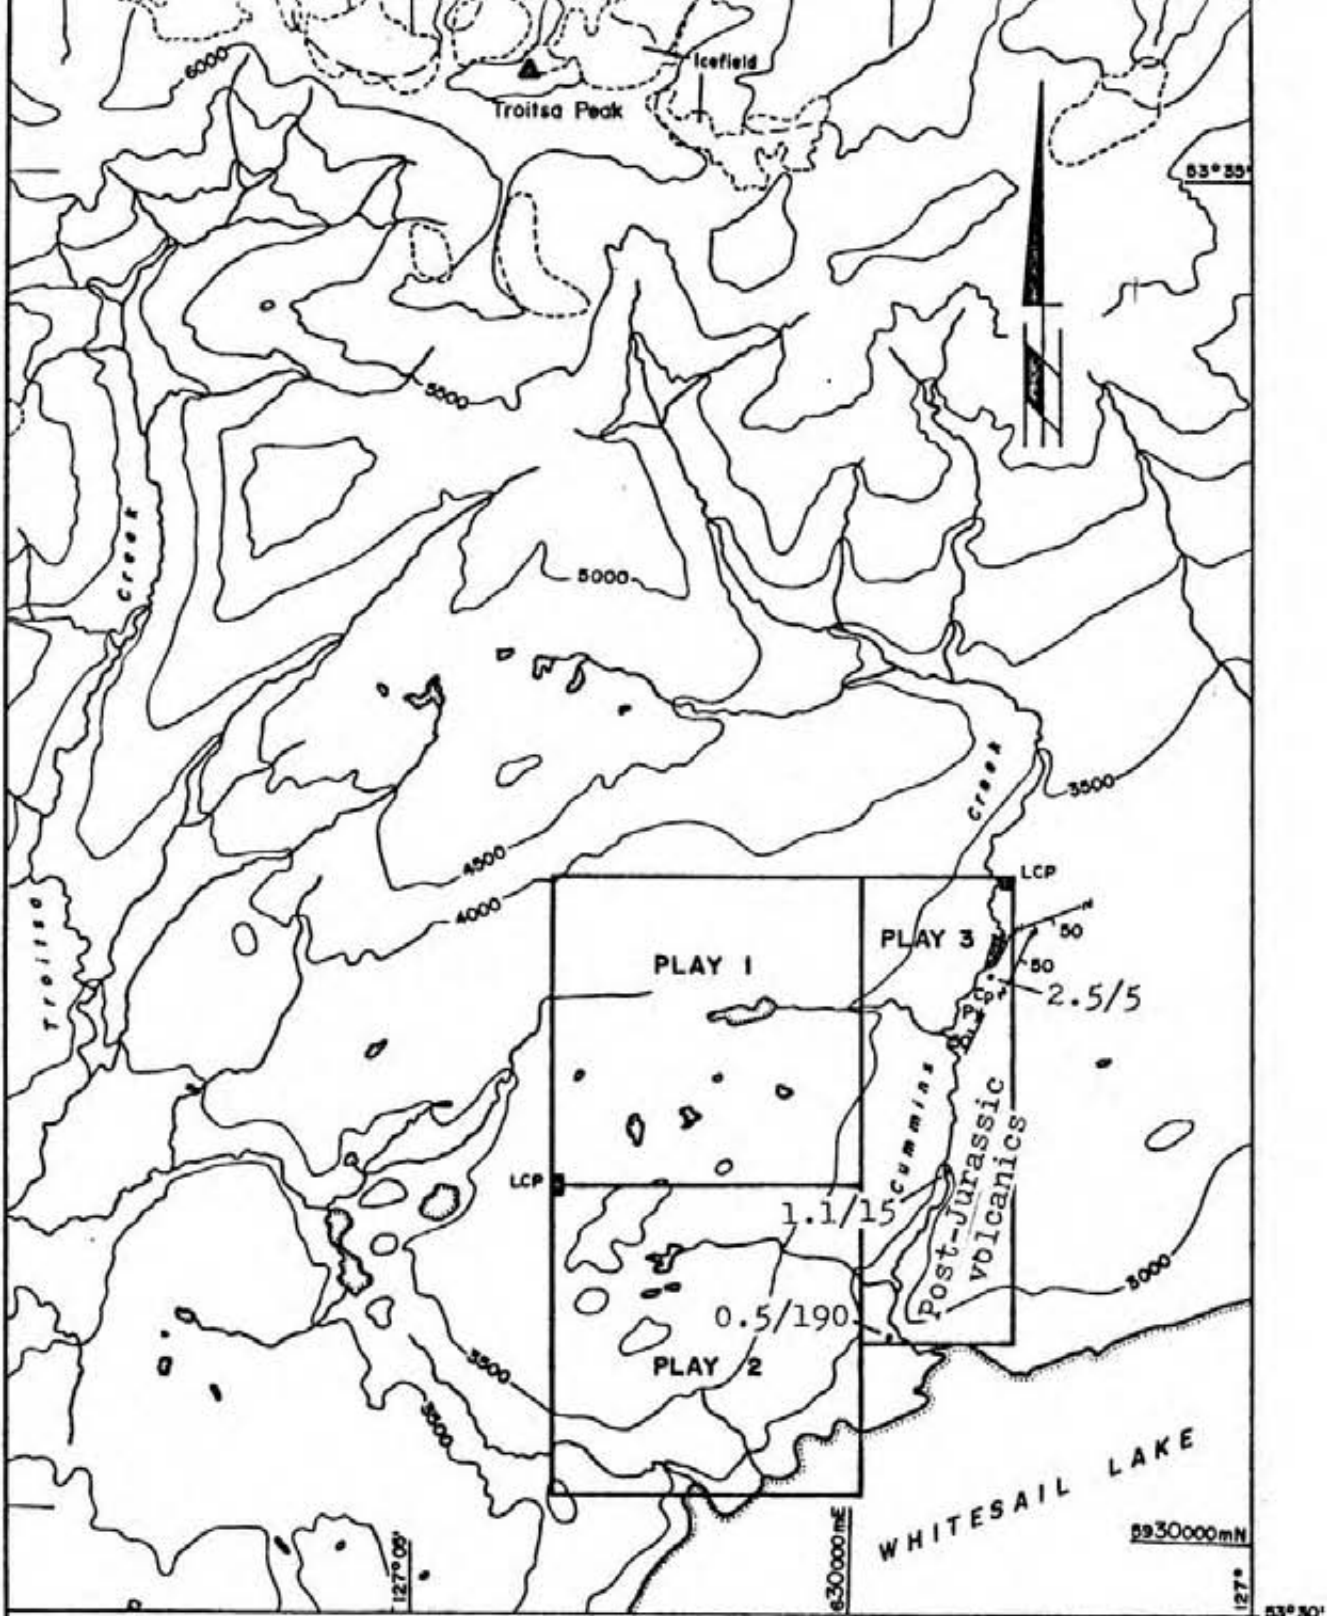 6000
Icefield
Troitsa Peak
53°35'
5500
Creek
5000
Creek
3500
4500
LCP
4000
Troitsa
PLAY 1
PLAY 3
50
50
2.5/5
Cummins
Post-Jurassic
volcanics
LCP
1.1/15
3000
0.5/190
3500
PLAY 2
3500
WHITESAIL LAKE
5930000mN
127°05'
630000mE
127°
53°30'